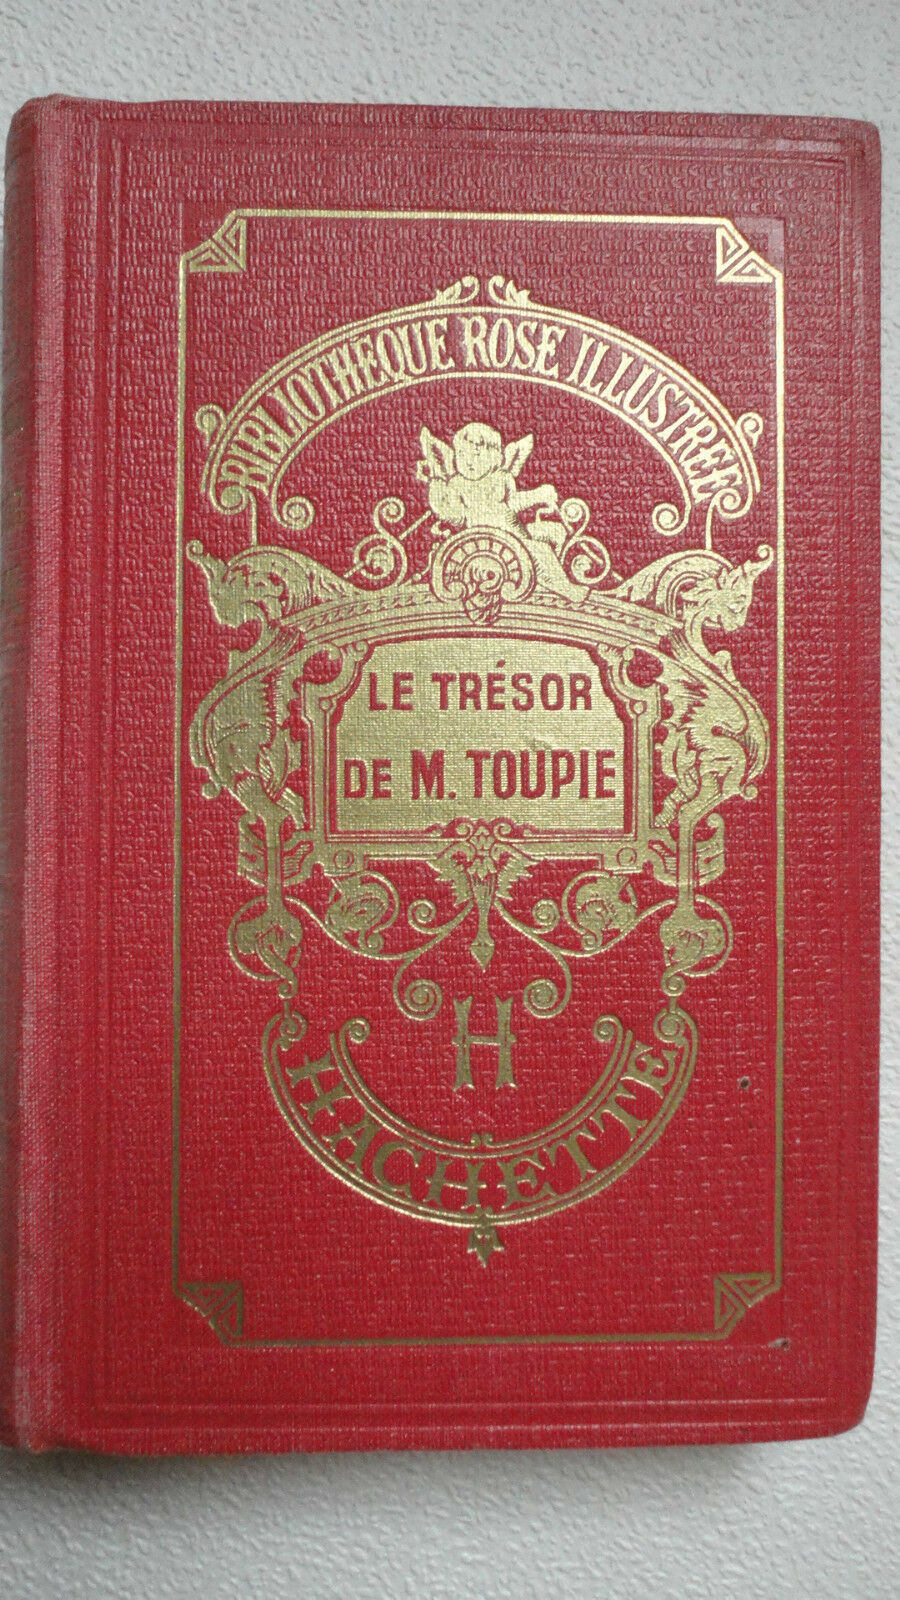 BIBLIOTHÈQUE ROSE ILLUSTRÉE
LE TRÉSOR
DE M. TOUPIE
H
HACHETTE